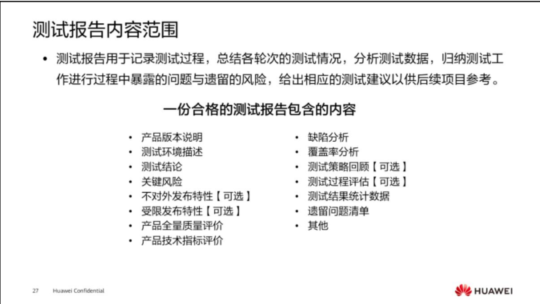 测试报告内容范围
• 测试报告用于记录测试过程，总结各轮次的测试情况，分析测试数据，归纳测试工
作进行过程中暴露的问题与遗留的风险，给出相应的测试建议以供后续项目参考。
一份合格的测试报告包含的内容
• 产品版本说明
• 测试环境描述
• 测试结论
• 关键风险
• 不对外发布特性【可选】
• 受限发布特性【可选】
• 产品全量质量评价
• 产品技术指标评价
• 缺陷分析
• 覆盖率分析
• 测试策略回顾【可选】
• 测试过程评估【可选】
• 测试结果统计数据
• 遗留问题清单
• 其他
27 Huawei Confidential
HUAWEI